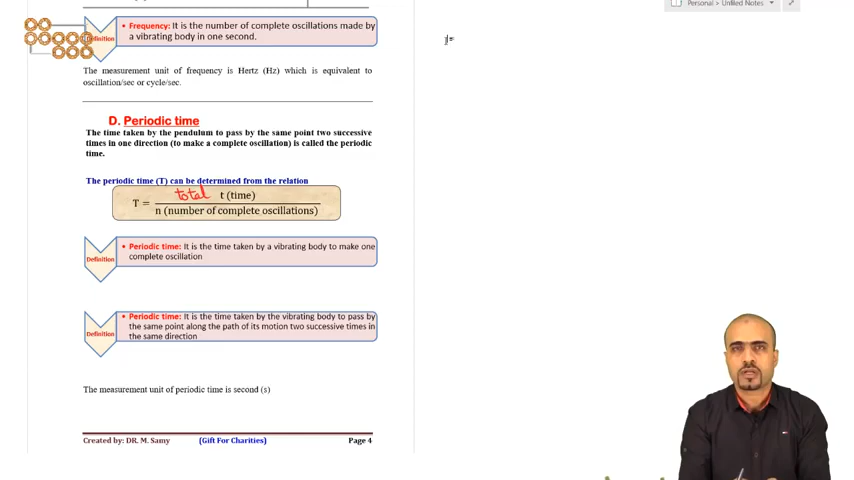 Personal > Unfiled Notes
Definition
• Frequency: It is the number of complete oscillations made by
a vibrating body in one second.
The measurement unit of frequency is Hertz (Hz) which is equivalent to
oscillation/sec or cycle/sec.
D. Periodic time
The time taken by the pendulum to pass by the same point two successive
times in one direction (to make a complete oscillation) is called the periodic
time.
The periodic time (T) can be determined from the relation
T = total t (time)
n (number of complete oscillations)
Definition
• Periodic time: It is the time taken by a vibrating body to make one
complete oscillation
Definition
• Periodic time: It is the time taken by the vibrating body to pass by
the same point along the path of its motion two successive times in
the same direction
The measurement unit of periodic time is second (s)
Created by: DR. M. Samy (Gift For Charities) Page 4